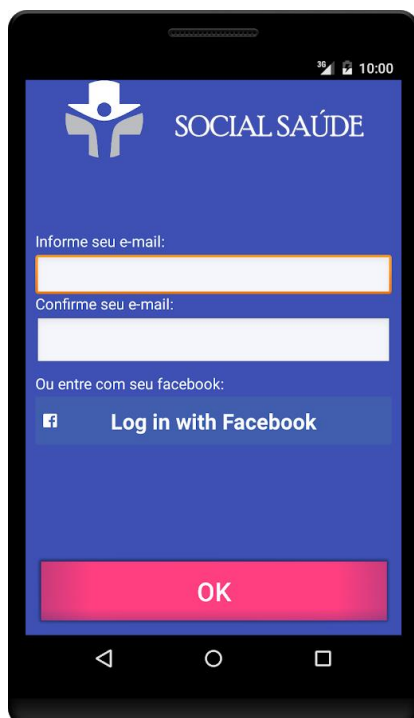 3G 10:00
SOCIAL SAÚDE
Informe seu e-mail:
Confirme seu e-mail:
Ou entre com seu facebook:
Log in with Facebook
OK